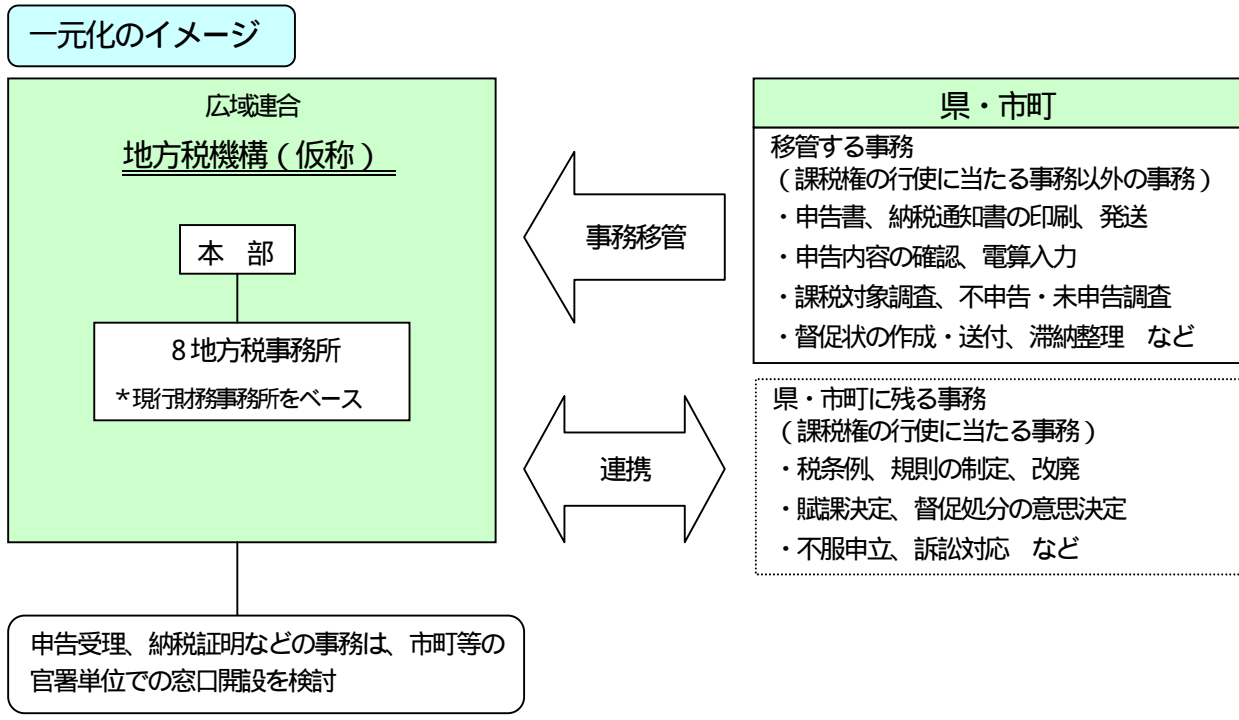 一元化のイメージ
広域連合
地方税機構（仮称）
本　部
８地方税事務所
*現行財務事務所をベース
申告受理、納税証明などの事務は、市町等の
官署単位での窓口開設を検討
事務移管
連携
県・市町
移管する事務
（課税権の行使に当たる事務以外の事務）
・申告書、納税通知書の印刷、発送
・申告内容の確認、電算入力
・課税対象調査、不申告・未申告調査
・督促状の作成・送付、滞納整理　など
県・市町に残る事務
（課税権の行使に当たる事務）
・税条例、規則の制定、改廃
・賦課決定、督促処分の意思決定
・不服申立、訴訟対応　など